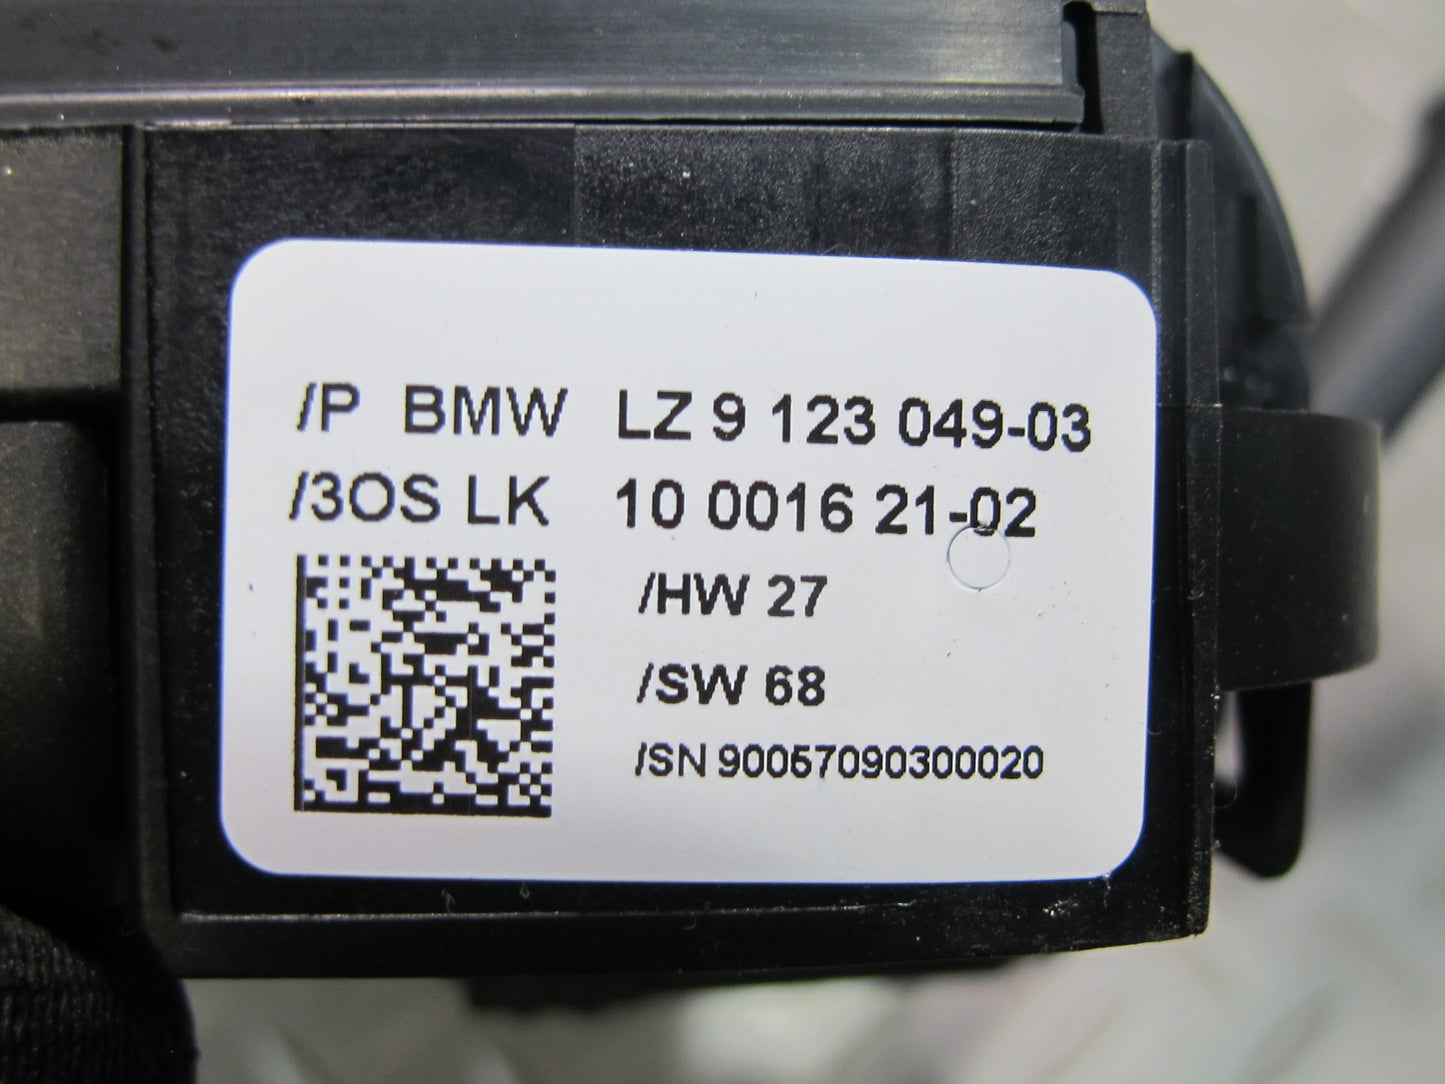 /P BMW LZ 9 123 049-03
/3OS LK 10 0016 21-02
/HW 27
/SW 68
/SN 90057090300020